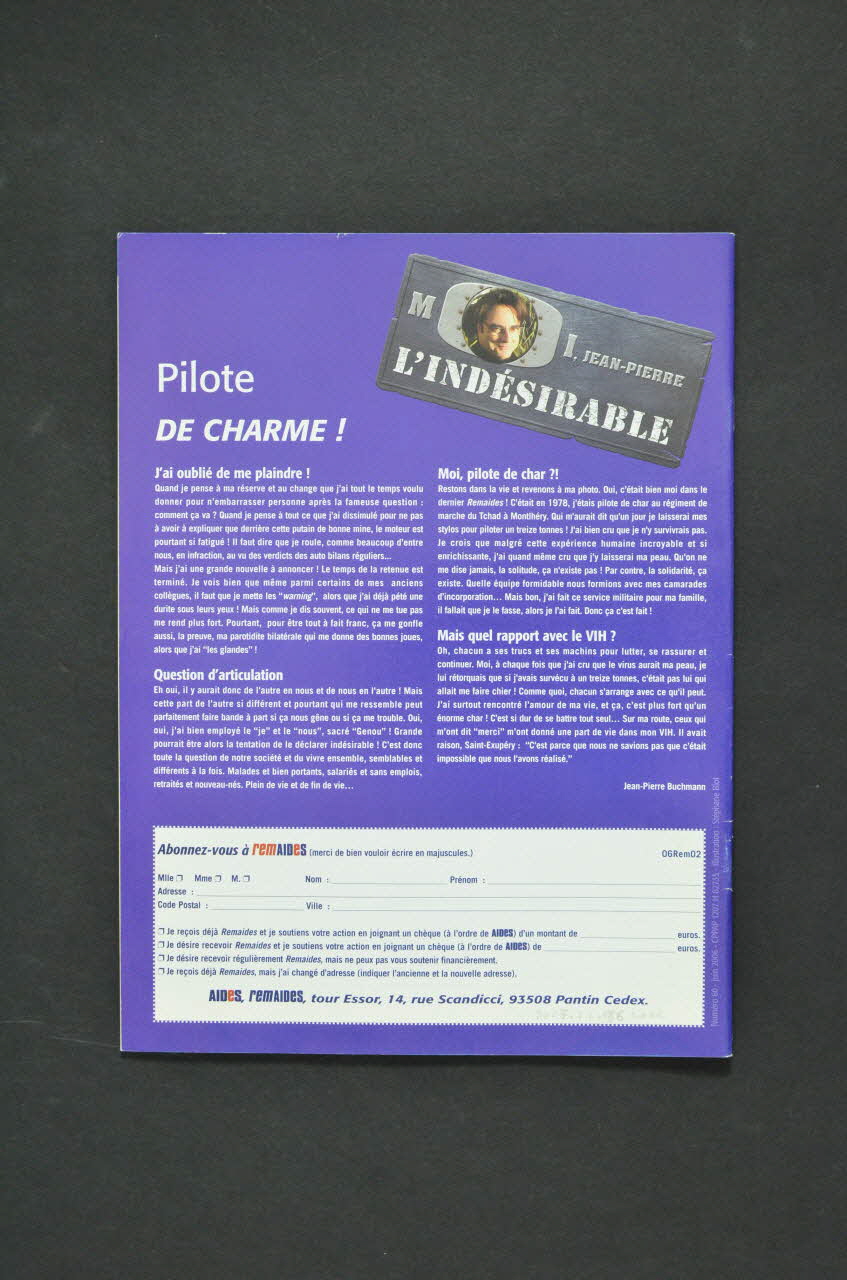 M
I, JEAN-PIERRE
L'INDÉSIRABLE
Pilote
DE CHARME !
J'ai oublié de me plaindre !
Quand je pense à ma réserve et au change que j'ai tout le temps voulu
donner pour n'embarrasser personne après la fameuse question :
comment ça va ? Quand je pense à tout ce que j'ai dissimulé pour ne pas
à avoir à expliquer que derrière cette putain de bonne mine, le moteur est
pourtant si fatigué ! Il faut dire que je roule, comme beaucoup d'entre
nous, en infraction, au vu des verdicts des auto bilans réguliers...
Mais j'ai une grande nouvelle à annoncer ! Le temps de la retenue est
terminé. Je vois bien que même parmi certains de mes anciens
collègues, il faut que je mette les "warning", alors que j'ai déjà pété une
durite sous leurs yeux ! Mais comme je dis souvent, ce qui ne me tue pas
me rend plus fort. Pourtant, pour être tout à fait franc, ça me gonfle
aussi, la preuve, ma parotidite bilatérale qui me donne des bonnes joues,
alors que j'ai "les glandes" !
Question d'articulation
Eh oui, il y aurait donc de l'autre en nous et de nous en l'autre ! Mais
cette part de l'autre si différent et pourtant qui me ressemble peut
parfaitement faire bande à part si ça nous gêne ou si ça me trouble. Oui,
oui, j'ai bien employé le "je" et le "nous", sacré "Genou" ! Grande
pourrait être alors la tentation de le déclarer indésirable ! C'est donc
toute la question de notre société et du vivre ensemble, semblables et
différents à la fois. Malades et bien portants, salariés et sans emplois,
retraités et nouveau-nés. Plein de vie et de fin de vie...
Moi, pilote de char ?!
Restons dans la vie et revenons à ma photo. Oui, c'était bien moi dans le
dernier Remaides ! C'était en 1978, j'étais pilote de char au régiment de
marche du Tchad à Montlhéry. Qui m'aurait dit qu'un jour je laisserai mes
stylos pour piloter un treize tonnes ! J'ai bien cru que je n'y survivrais pas.
Je crois que malgré cette expérience humaine incroyable et si
enrichissante, j'ai quand même cru que j'y laisserai ma peau. Qu'on ne
me dise jamais, la solitude, ça n'existe pas ! Par contre, la solidarité, ça
existe. Quelle équipe formidable nous formions avec mes camarades
d'incorporation... Mais bon, j'ai fait ce service militaire pour ma famille,
il fallait que je le fasse, alors je l'ai fait. Donc ça c'est fait !
Mais quel rapport avec le VIH ?
Oh, chacun a ses trucs et ses machins pour lutter, se rassurer et
continuer. Moi, à chaque fois que j'ai cru que le virus aurait ma peau, je
lui rétorquais que si j'avais survécu à un treize tonnes, c'était pas lui qui
allait me faire chier ! Comme quoi, chacun s'arrange avec ce qu'il peut.
J'ai surtout rencontré l'amour de ma vie, et ça, c'est plus fort qu'un
énorme char ! C'est si dur de se battre tout seul... Sur ma route, ceux qui
m'ont dit "merci" m'ont donné une part de vie dans mon VIH. Il avait
raison, Saint-Exupéry : "C'est parce que nous ne savions pas que c'était
impossible que nous l'avons réalisé."
Jean-Pierre Buchmann
Abonnez-vous à remAIDes (merci de bien vouloir écrire en majuscules.)
06Rem02
Mlle ❒ Mme ❒ M. ❒ Nom : Prénom :
Adresse :
Code Postal : Ville :
❒ Je reçois déjà Remaides et je soutiens votre action en joignant un chèque (à l'ordre de AIDes) d'un montant de euros.
❒ Je désire recevoir Remaides et je soutiens votre action en joignant un chèque (à l'ordre de AIDes) de euros.
❒ Je désire recevoir régulièrement Remaides, mais ne peux pas vous soutenir financièrement.
❒ Je reçois déjà Remaides, mais j'ai changé d'adresse (indiquer l'ancienne et la nouvelle adresse).
AIDes, remAIDes, tour Essor, 14, rue Scandicci, 93508 Pantin Cedex.
Numéro 60 - juin 2006 - CPPAP 1207 H 82735 - Illustration : Stéphane Blot